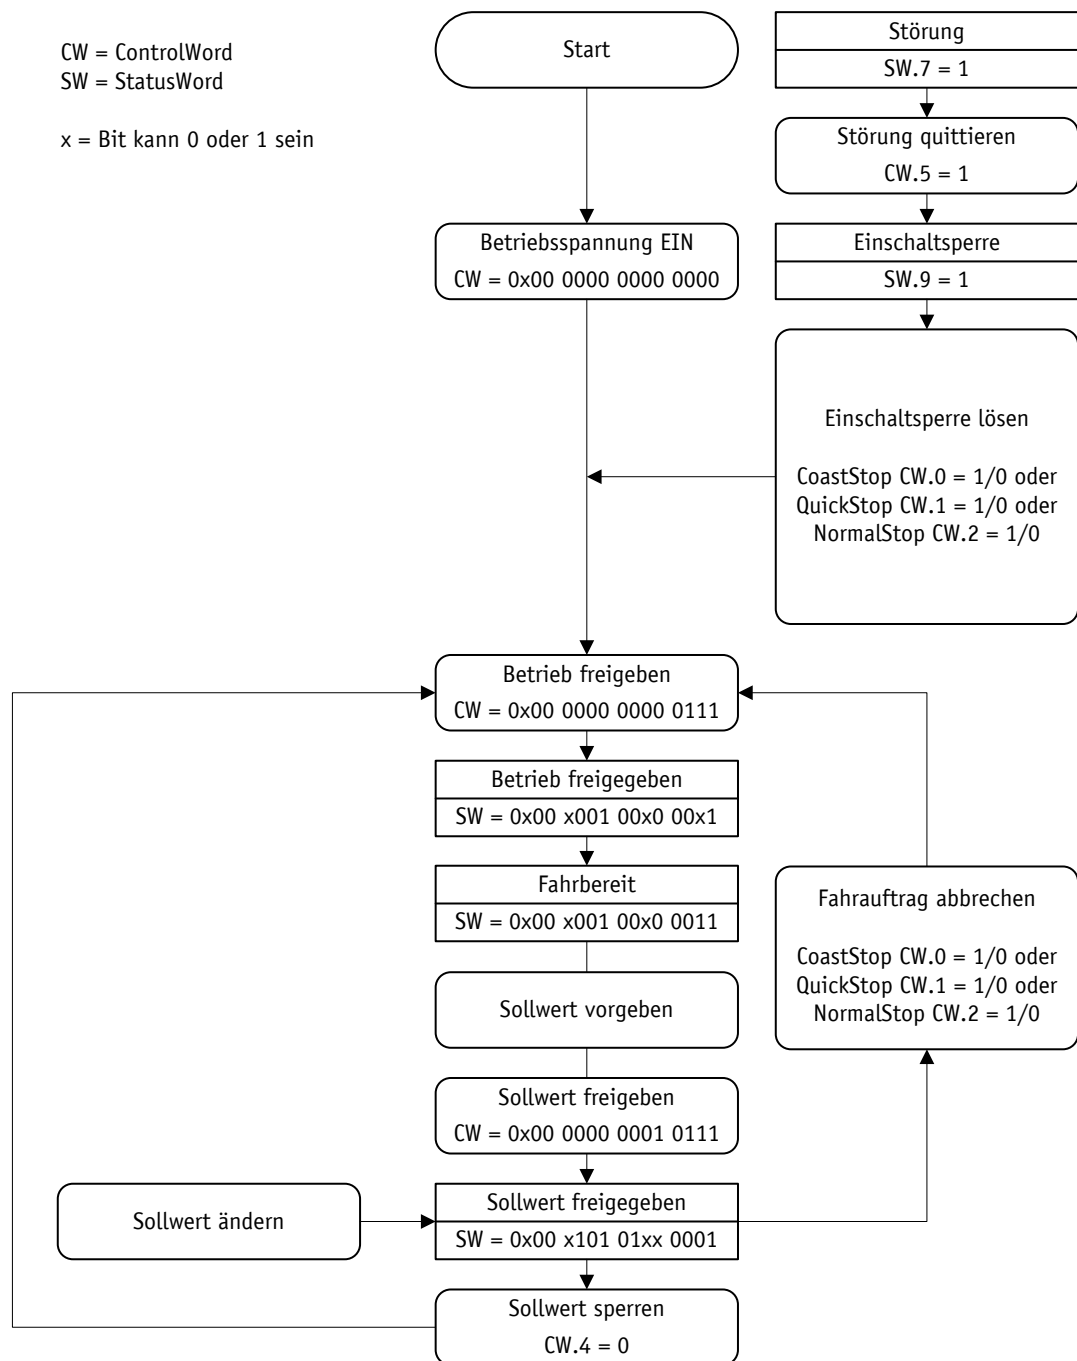 CW = ControlWord
SW = StatusWord
x = Bit kann 0 oder 1 sein
Start
Störung
SW.7 = 1
Störung quittieren
CW.5 = 1
Betriebsspannung EIN
CW = 0x00 0000 0000 0000
Einschaltsperre
SW.9 = 1
Einschaltsperre lösen
CoastStop CW.0 = 1/0 oder
QuickStop CW.1 = 1/0 oder
NormalStop CW.2 = 1/0
Betrieb freigeben
CW = 0x00 0000 0000 0111
Betrieb freigegeben
SW = 0x00 x001 00x0 00x1
Fahrbereit
SW = 0x00 x001 00x0 0011
Fahrauftrag abbrechen
CoastStop CW.0 = 1/0 oder
QuickStop CW.1 = 1/0 oder
NormalStop CW.2 = 1/0
Sollwert vorgeben
Sollwert freigeben
CW = 0x00 0000 0001 0111
Sollwert ändern
Sollwert freigegeben
SW = 0x00 x101 01xx 0001
Sollwert sperren
CW.4 = 0